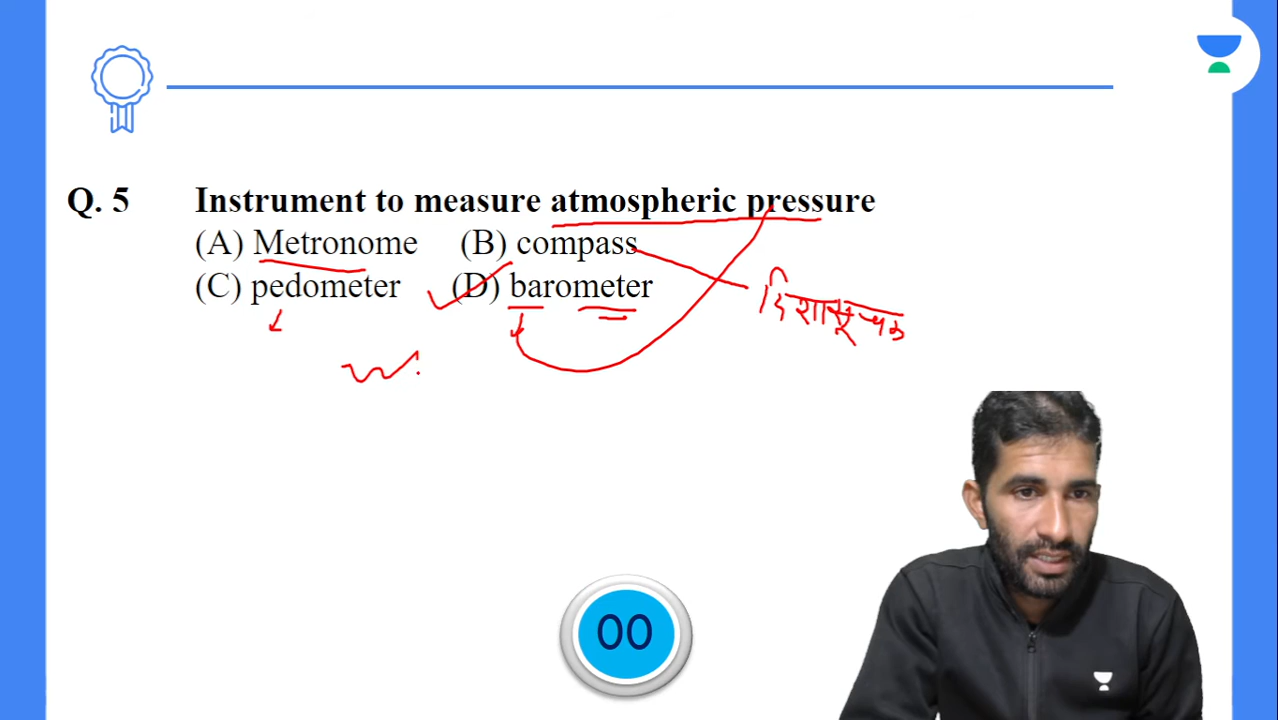 Q. 5 Instrument to measure atmospheric pressure
(A) Metronome (B) compass
(C) pedometer (D) barometer
दिशासूचक
00